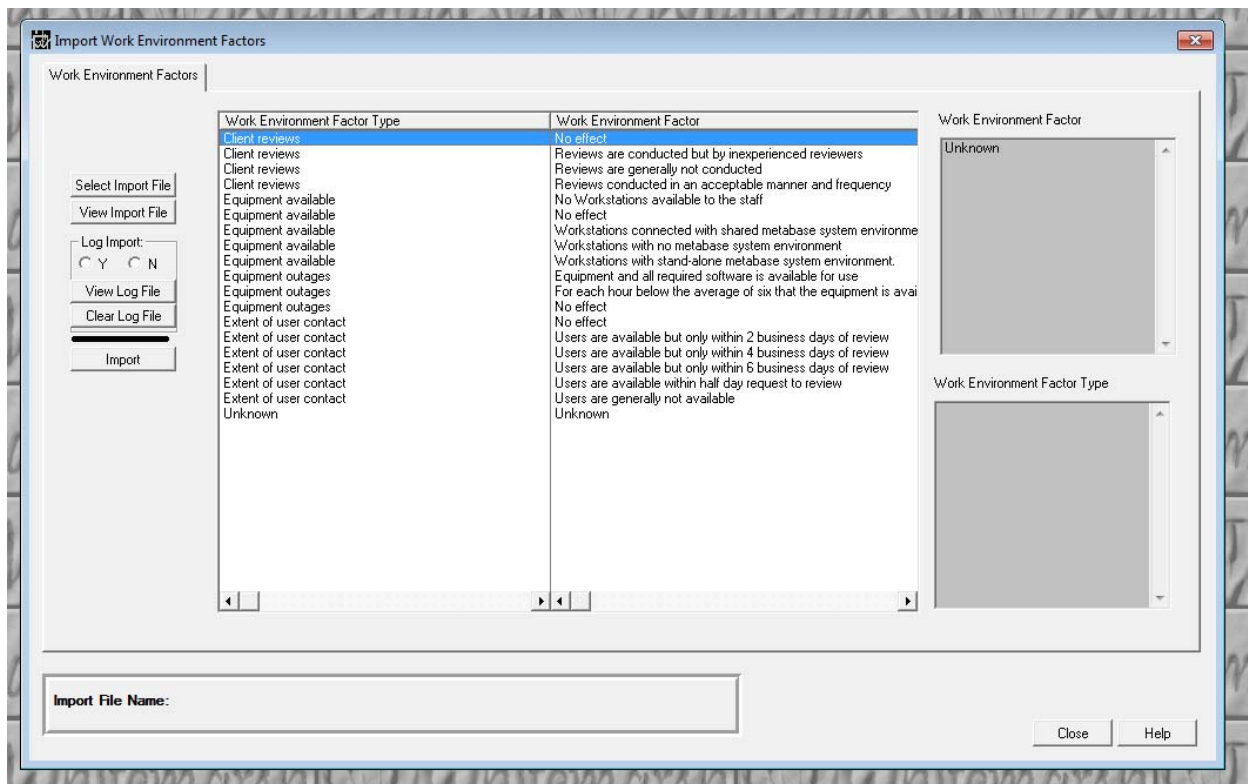 Import Work Environment Factors
Work Environment Factors
Select Import File
View Import File
Log Import:
Y N
View Log File
Clear Log File
Import
Work Environment Factor Type Work Environment Factor
Client reviews No effect
Client reviews Reviews are conducted but by inexperienced reviewers
Client reviews Reviews are generally not conducted
Client reviews Reviews conducted in an acceptable manner and frequency
Equipment available No Workstations available to the staff
Equipment available No effect
Equipment available Workstations connected with shared metabase system environme
Equipment available Workstations with no metabase system environment
Equipment available Workstations with stand-alone metabase system environment.
Equipment outages Equipment and all required software is available for use
Equipment outages For each hour below the average of six that the equipment is avai
Equipment outages No effect
Extent of user contact No effect
Extent of user contact Users are available but only within 2 business days of review
Extent of user contact Users are available but only within 4 business days of review
Extent of user contact Users are available but only within 6 business days of review
Extent of user contact Users are available within half day request to review
Extent of user contact Users are generally not available
Unknown Unknown
Work Environment Factor
Unknown
Work Environment Factor Type
Import File Name:
Close Help